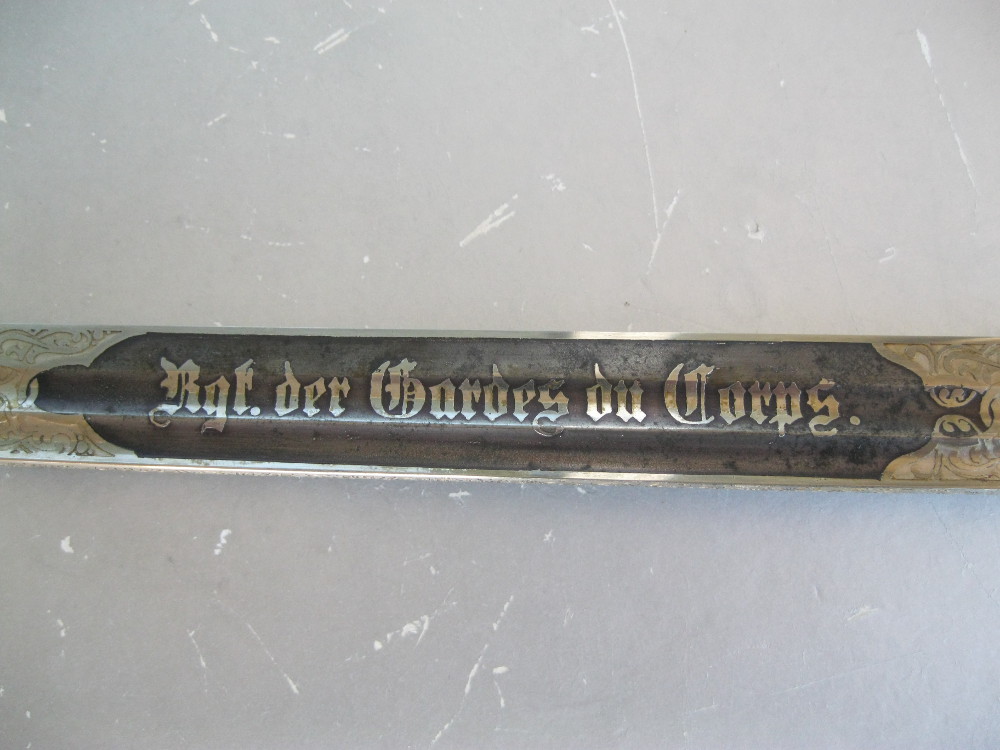 Rgt. der Gardes du Corps.